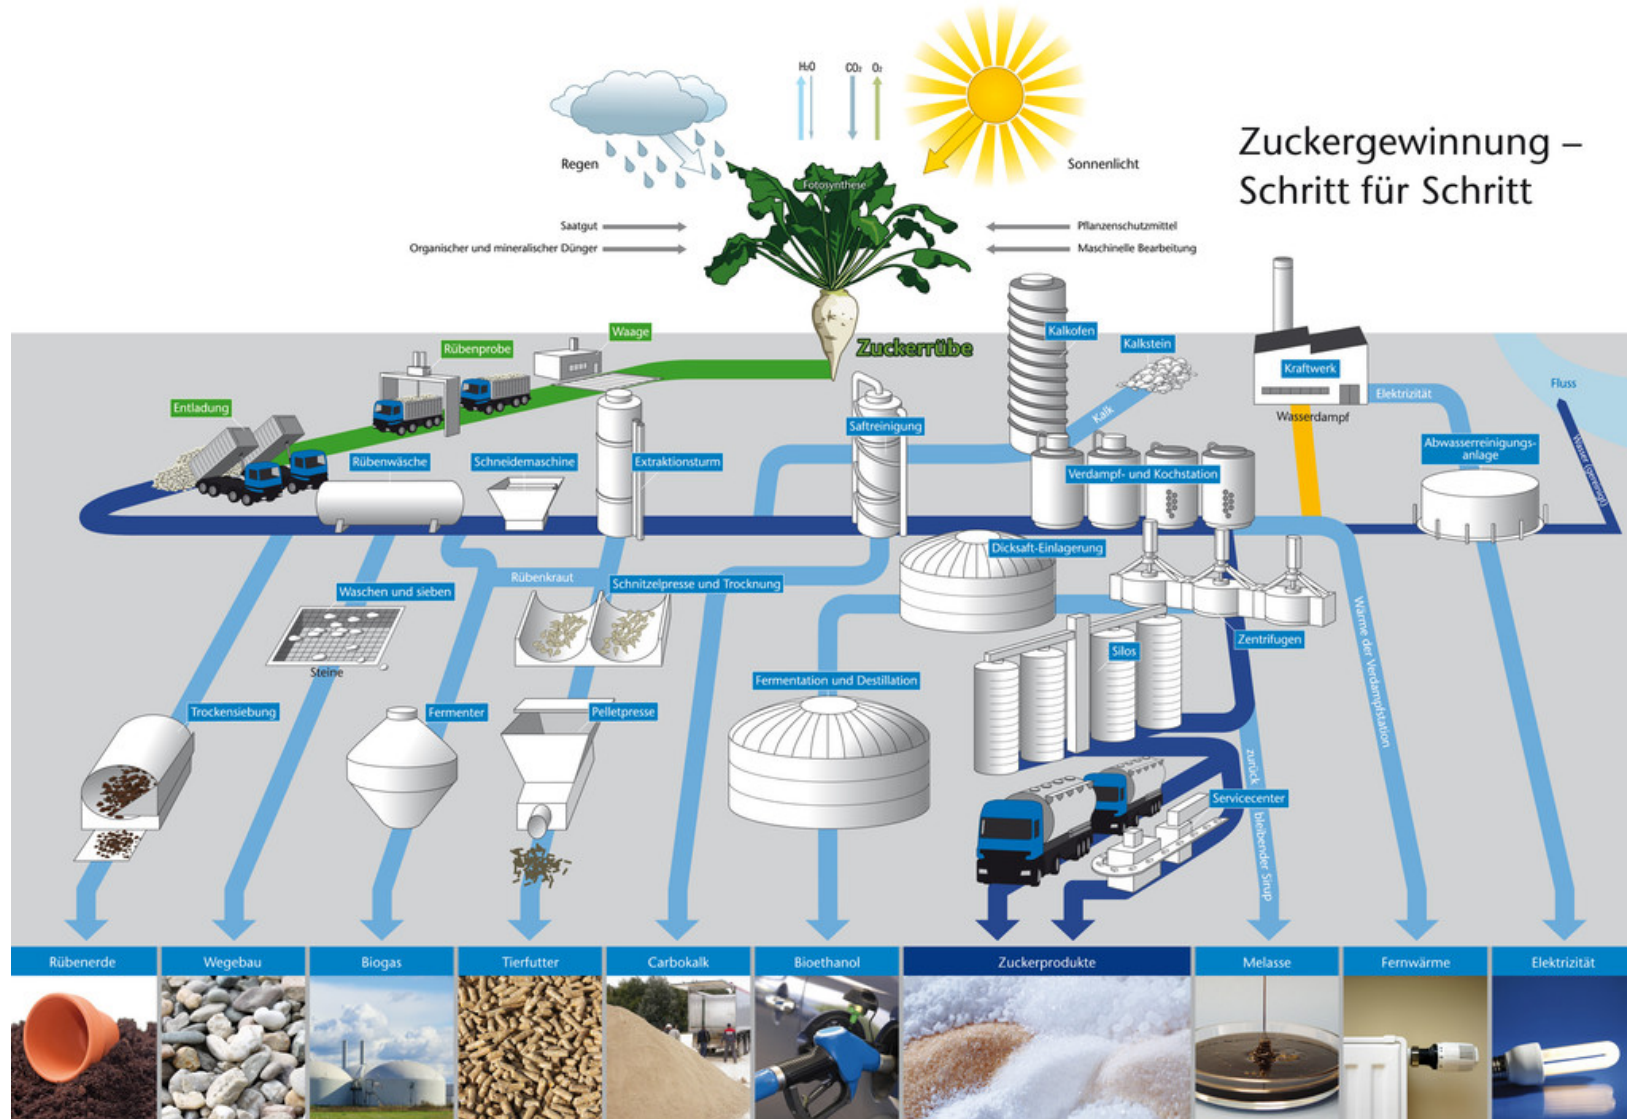 Zuckergewinnung –
Schritt für Schritt
H₂O
CO₂
O₂
Regen
Sonnenlicht
Fotosynthese
Saatgut
Organischer und mineralischer Dünger
Pflanzenschutzmittel
Maschinelle Bearbeitung
Zuckerrübe
Waage
Rübenprobe
Entladung
Kalkofen
Kalkstein
Kalk
Kraftwerk
Wasserdampf
Elektrizität
Fluss
Wasser (gereinigt)
Abwasserreinigungs-
anlage
Rübenwäsche
Schneidemaschine
Extraktionsturm
Saftreinigung
Verdampf- und Kochstation
Dicksaft-Einlagerung
Rübenkraut
Schnitzelpresse und Trocknung
Waschen und sieben
Steine
Zentrifugen
Silos
Wärme der Verdampfstation
Fermentation und Destillation
Trockensiebung
Fermenter
Pelletpresse
Servicecenter
zurück bleibender Sirup
Rübenerde
Wegebau
Biogas
Tierfutter
Carbokalk
Bioethanol
Zuckerprodukte
Melasse
Fernwärme
Elektrizität